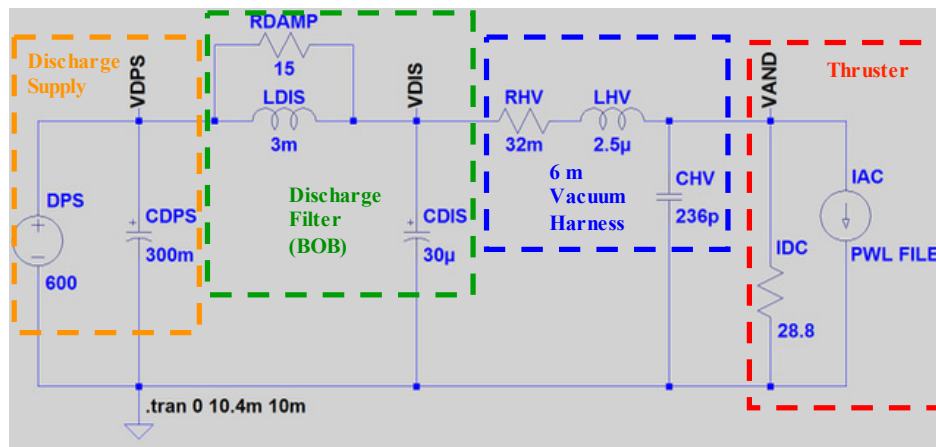 RDAMP
15
Discharge
Supply
VDPS
LDIS
3m
VDIS
RHV
32m
LHV
2.5µ
VAND
Thruster
DPS
600
CDPS
300m
Discharge
Filter
(BOB)
CDIS
30µ
6 m
Vacuum
Harness
CHV
236p
IAC
PWL FILE
IDC
28.8
.tran 0 10.4m 10m